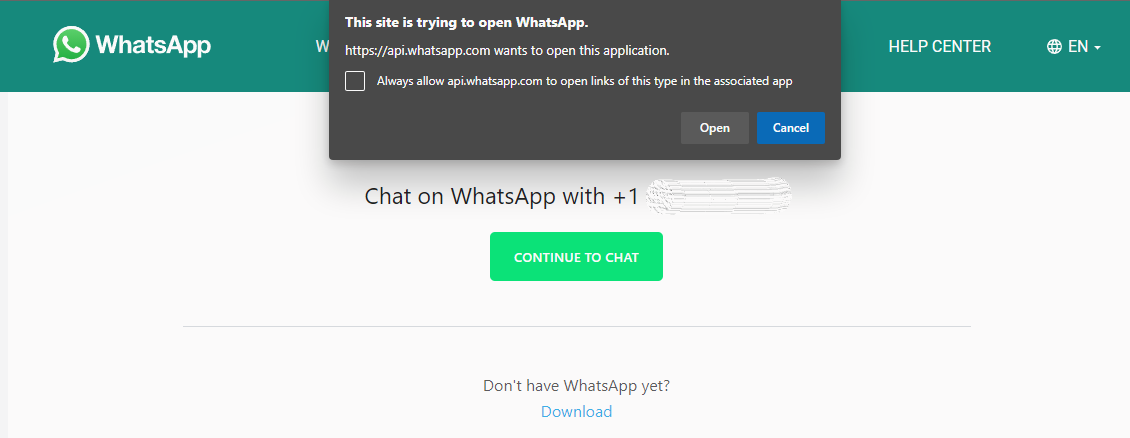 This site is trying to open WhatsApp.
https://api.whatsapp.com wants to open this application.
Always allow api.whatsapp.com to open links of this type in the associated app
Open Cancel
WhatsApp
HELP CENTER
EN
Chat on WhatsApp with +1
CONTINUE TO CHAT
Don't have WhatsApp yet?
Download